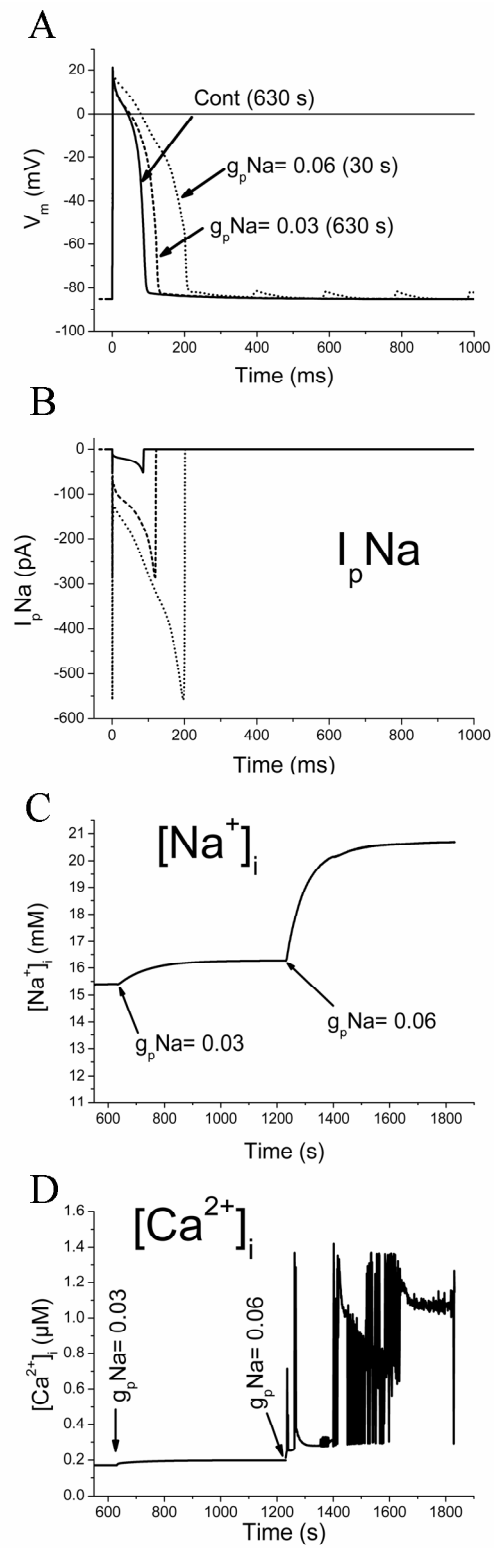 A
20
0
-20
-40
-60
-80
-100
V_m (mV)
Cont (630 s)
g_pNa= 0.06 (30 s)
g_pNa= 0.03 (630 s)
0 200 400 600 800 1000
Time (ms)
B
0
-100
-200
-300
-400
-500
-600
I_pNa (pA)
I_pNa
0 200 400 600 800 1000
Time (ms)
C
21
20
19
18
17
16
15
14
13
12
11
[Na⁺]_i (mM)
[Na⁺]_i
g_pNa= 0.03
g_pNa= 0.06
600 800 1000 1200 1400 1600 1800
Time (s)
D
1.6
1.4
1.2
1.0
0.8
0.6
0.4
0.2
0.0
[Ca²⁺]_i (µM)
[Ca²⁺]_i
g_pNa= 0.03
g_pNa= 0.06
600 800 1000 1200 1400 1600 1800
Time (s)